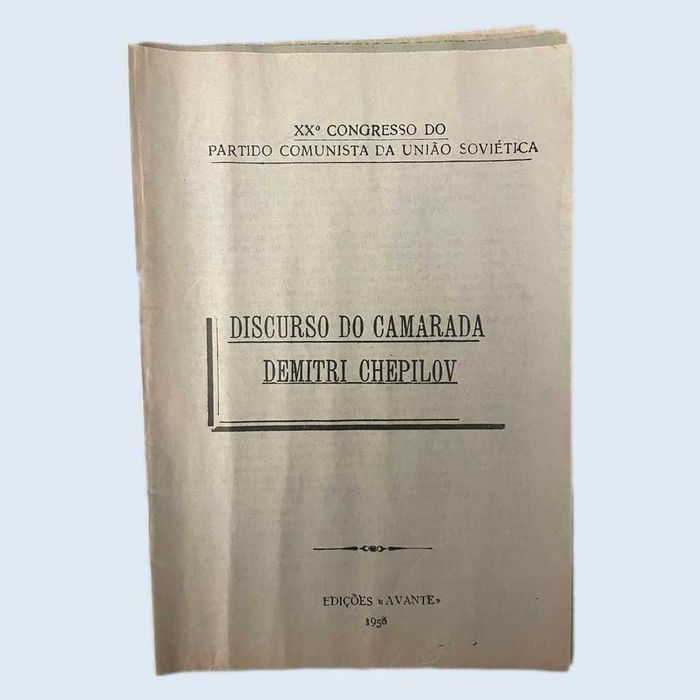 XXº CONGRESSO DO
PARTIDO COMUNISTA DA UNIÃO SOVIÉTICA
DISCURSO DO CAMARADA
DEMITRI CHEPILOV
EDIÇÕES «AVANTE»
1956